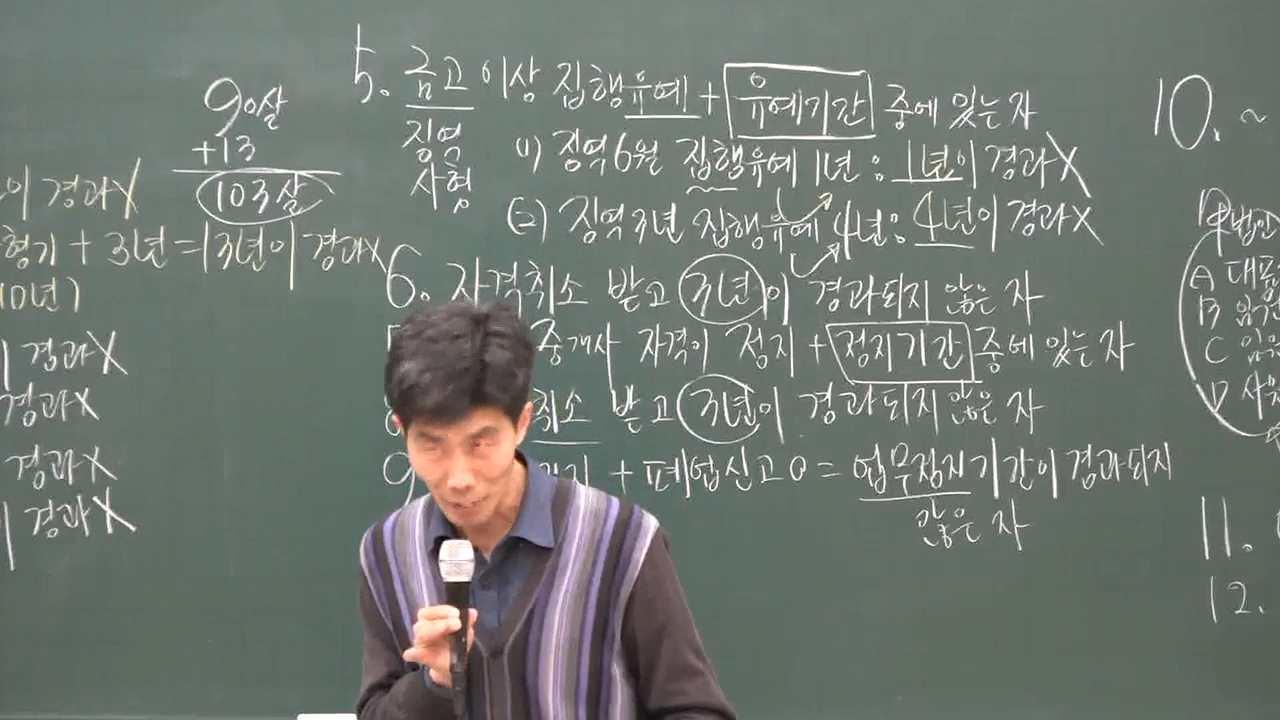 90살
+13
103살
이 경과X
형기 + 3년 = 13년이 경과X
10년)
경과X
경과X
경과X
경과X
5. 금고 이상 집행유예 + 유예기간 중에 있는 자
징역
사형
(1) 징역6월 집행유예 1년 : 1년이 경과X
(2) 징역3년 집행유예 4년 : 4년이 경과X
6. 자격취소 받고 3년이 경과되지 않은 자
중개사 자격이 정지 + 정지기간 중에 있는 자
취소 받고 3년이 경과되지 않은 자
9. + 폐업신고 0 = 업무정지기간이 경과되지
않은 자
10. ~
법인
A 대표
B 임원
C 임원
D 사원
11.
12.